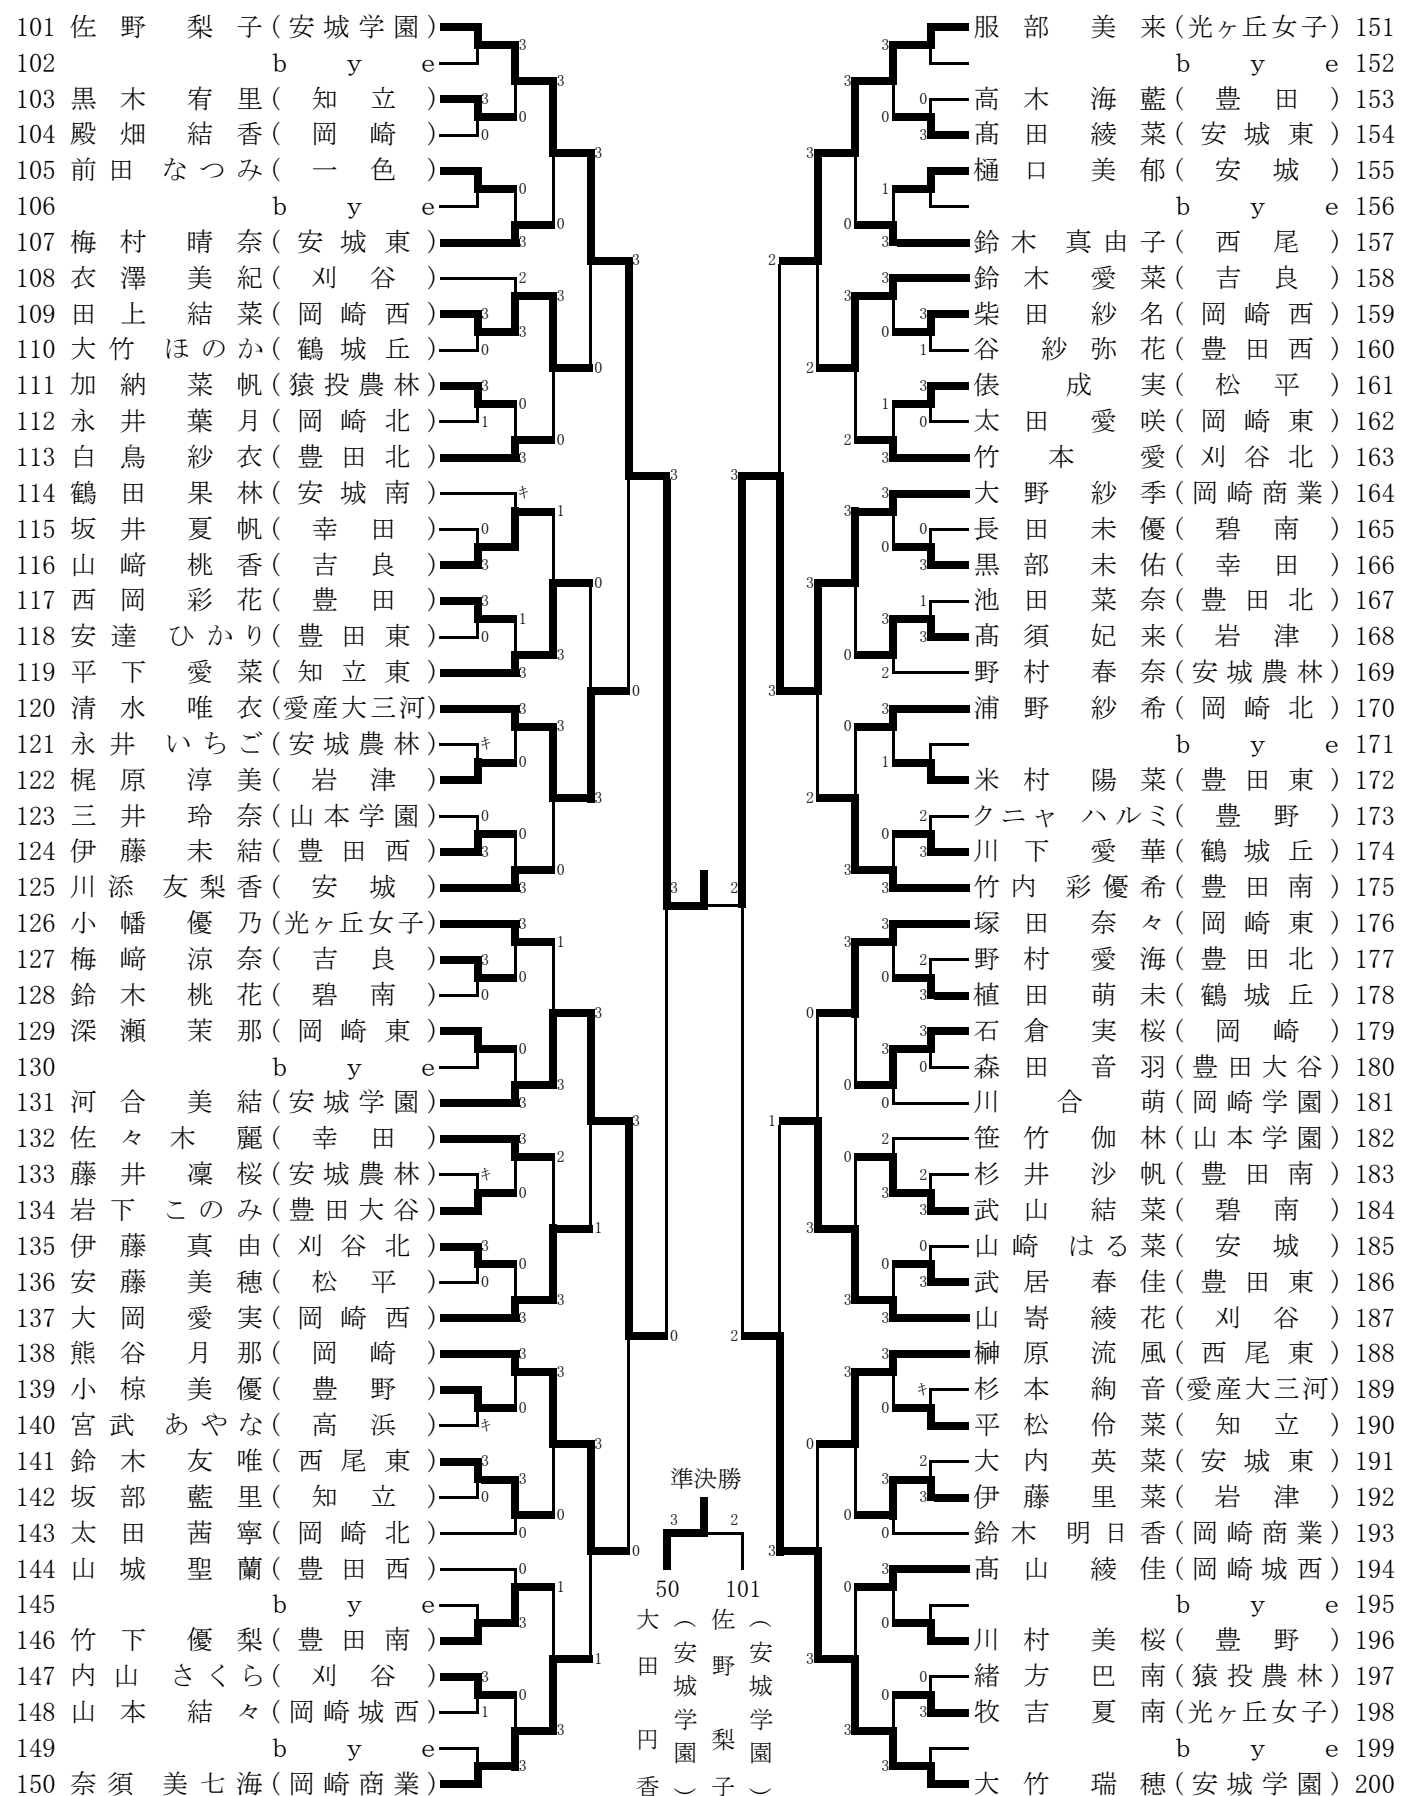 101 佐野 梨子(安城学園)
102 bye
103 黒木 宥里(知立)
104 殿畑 結香(岡崎)
105 前田 なつみ(一色)
106 bye
107 梅村 晴奈(安城東)
108 衣澤 美紀(刈谷)
109 田上 結菜(岡崎西)
110 大竹 ほのか(鶴城丘)
111 加納 菜帆(猿投農林)
112 永井 葉月(岡崎北)
113 白鳥 紗衣(豊田北)
114 鶴田 果林(安城南)
115 坂井 夏帆(幸田)
116 山﨑 桃香(吉良)
117 西岡 彩花(豊田)
118 安達 ひかり(豊田東)
119 平下 愛菜(知立東)
120 清水 唯衣(愛産大三河)
121 永井 いちご(安城農林)
122 梶原 淳美(岩津)
123 三井 玲奈(山本学園)
124 伊藤 未結(豊田西)
125 川添 友梨香(安城)
126 小幡 優乃(光ヶ丘女子)
127 梅﨑 涼奈(吉良)
128 鈴木 桃花(碧南)
129 深瀬 茉那(岡崎東)
130 bye
131 河合 美結(安城学園)
132 佐々木 麗(幸田)
133 藤井 凜桜(安城農林)
134 岩下 このみ(豊田大谷)
135 伊藤 真由(刈谷北)
136 安藤 美穂(松平)
137 大岡 愛実(岡崎西)
138 熊谷 月那(岡崎)
139 小椋 美優(豊野)
140 宮武 あやな(高浜)
141 鈴木 友唯(西尾東)
142 坂部 藍里(知立)
143 太田 茜寧(岡崎北)
144 山城 聖蘭(豊田西)
145 bye
146 竹下 優梨(豊田南)
147 内山 さくら(刈谷)
148 山本 結々(岡崎城西)
149 bye
150 奈須 美七海(岡崎商業)
準決勝
3 2
50 101
大田 円香(安城学園)
佐野 梨子(安城学園)
服部 美来(光ヶ丘女子) 151
bye 152
高木 海藍(豊田) 153
髙田 綾菜(安城東) 154
樋口 美郁(安城) 155
bye 156
鈴木 真由子(西尾) 157
鈴木 愛菜(吉良) 158
柴田 紗名(岡崎西) 159
谷 紗弥花(豊田西) 160
俵 成実(松平) 161
太田 愛咲(岡崎東) 162
竹本 愛(刈谷北) 163
大野 紗季(岡崎商業) 164
長田 未優(碧南) 165
黒部 未佑(幸田) 166
池田 菜奈(豊田北) 167
髙須 妃来(岩津) 168
野村 春奈(安城農林) 169
浦野 紗希(岡崎北) 170
bye 171
米村 陽菜(豊田東) 172
クニャ ハルミ(豊野) 173
川下 愛華(鶴城丘) 174
竹内 彩優希(豊田南) 175
塚田 奈々(岡崎東) 176
野村 愛海(豊田北) 177
植田 萌未(鶴城丘) 178
石倉 実桜(岡崎) 179
森田 音羽(豊田大谷) 180
川合 萌(岡崎学園) 181
笹竹 伽林(山本学園) 182
杉井 沙帆(豊田南) 183
武山 結菜(碧南) 184
山崎 はる菜(安城) 185
武居 春佳(豊田東) 186
山嵜 綾花(刈谷) 187
榊原 流風(西尾東) 188
杉本 絢音(愛産大三河) 189
平松 伶菜(知立) 190
大内 英菜(安城東) 191
伊藤 里菜(岩津) 192
鈴木 明日香(岡崎商業) 193
髙山 綾佳(岡崎城西) 194
bye 195
川村 美桜(豊野) 196
緒方 巴南(猿投農林) 197
牧吉 夏南(光ヶ丘女子) 198
bye 199
大竹 瑞穂(安城学園) 200